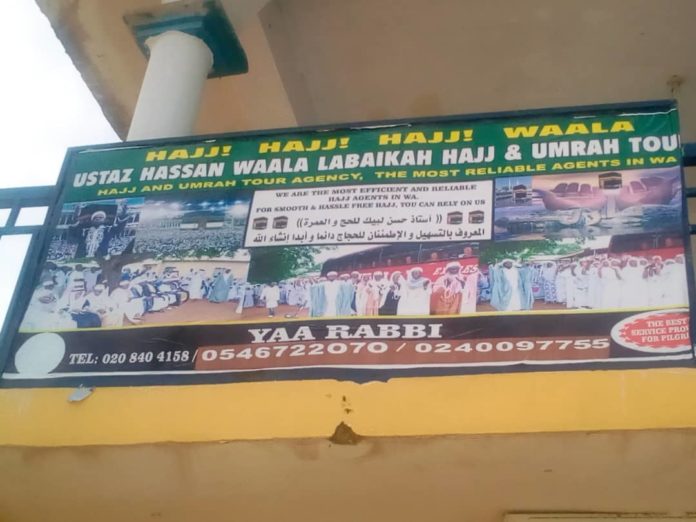 HAJJ! HAJJ! HAJJ! WAALA
USTAZ HASSAN WAALA LABAIKAH HAJJ & UMRAH TOU
HAJJ AND UMRAH TOUR AGENCY, THE MOST RELIABLE AGENTS IN WA
WE ARE THE MOST EFFICIENT AND RELIABLE
HAJJ AGENTS IN WA.
FOR SMOOTH & HASSLE FREE HAJJ, YOU CAN RELY ON US
(( أستاذ حسن لبيك للحج و العمرة ))
المعروف بالتسهيل و الإطمئنان للحجاج دائما و أبدا إنشاء الله
YAA RABBI
TEL: 020 840 4158 / 0546722070 / 0240097755
THE BEST
SERVICE PRO
FOR PILGRI